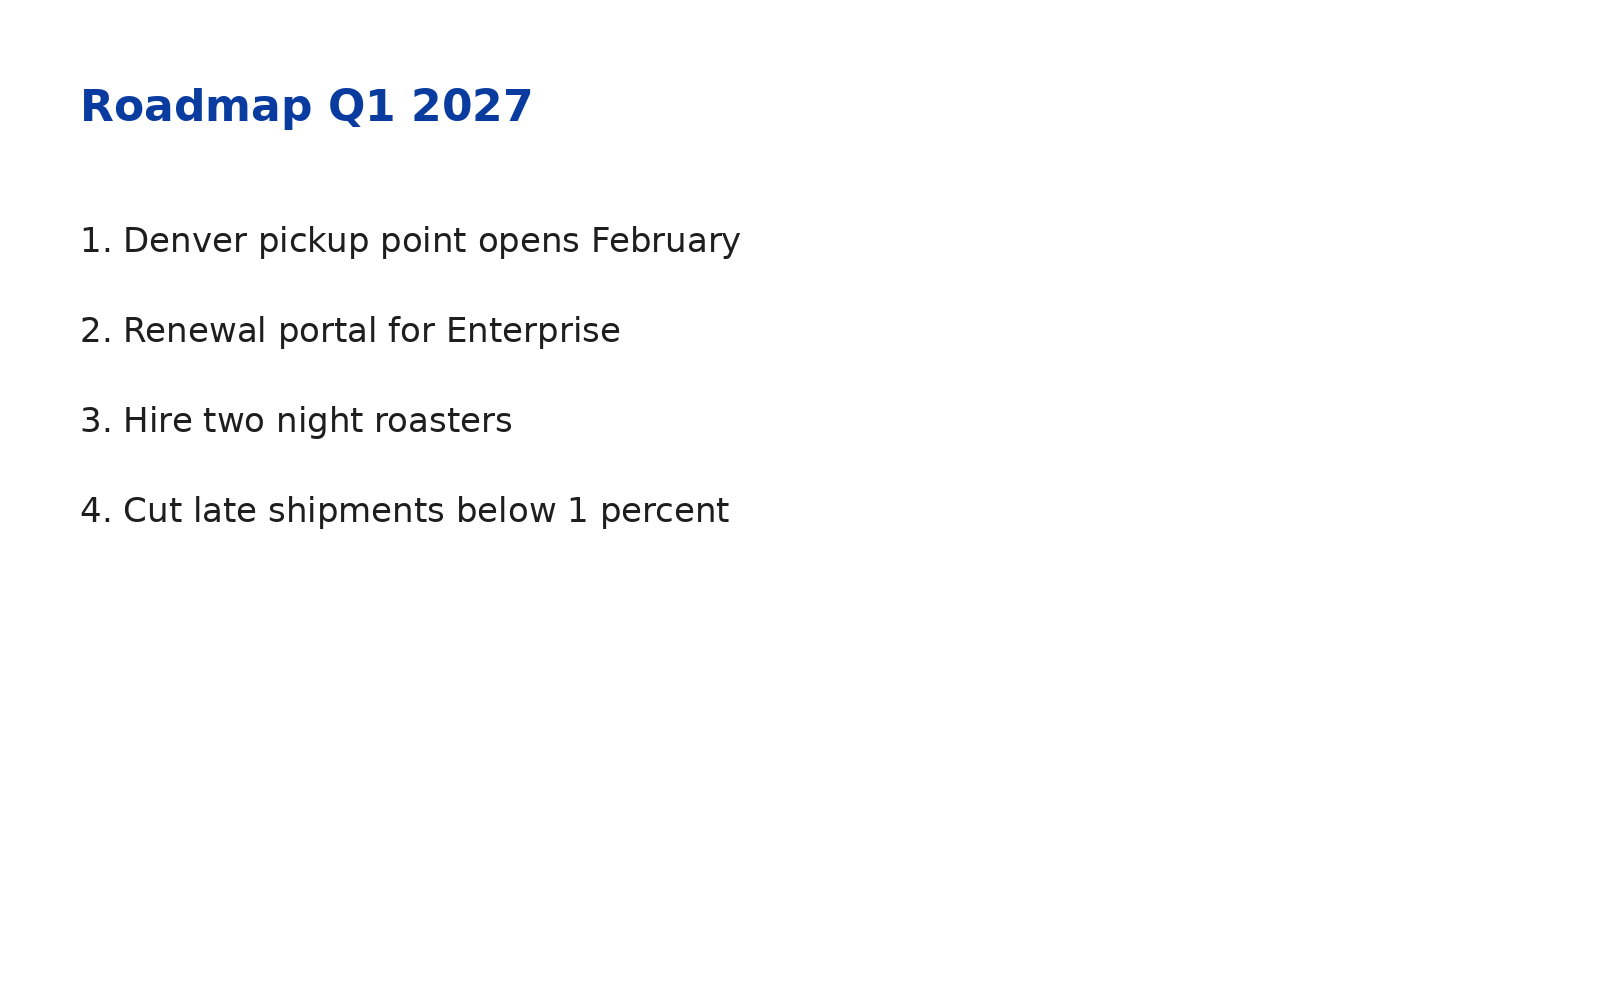 Roadmap Q1 2027
1. Denver pickup point opens February
2. Renewal portal for Enterprise
3. Hire two night roasters
4. Cut late shipments below 1 percent